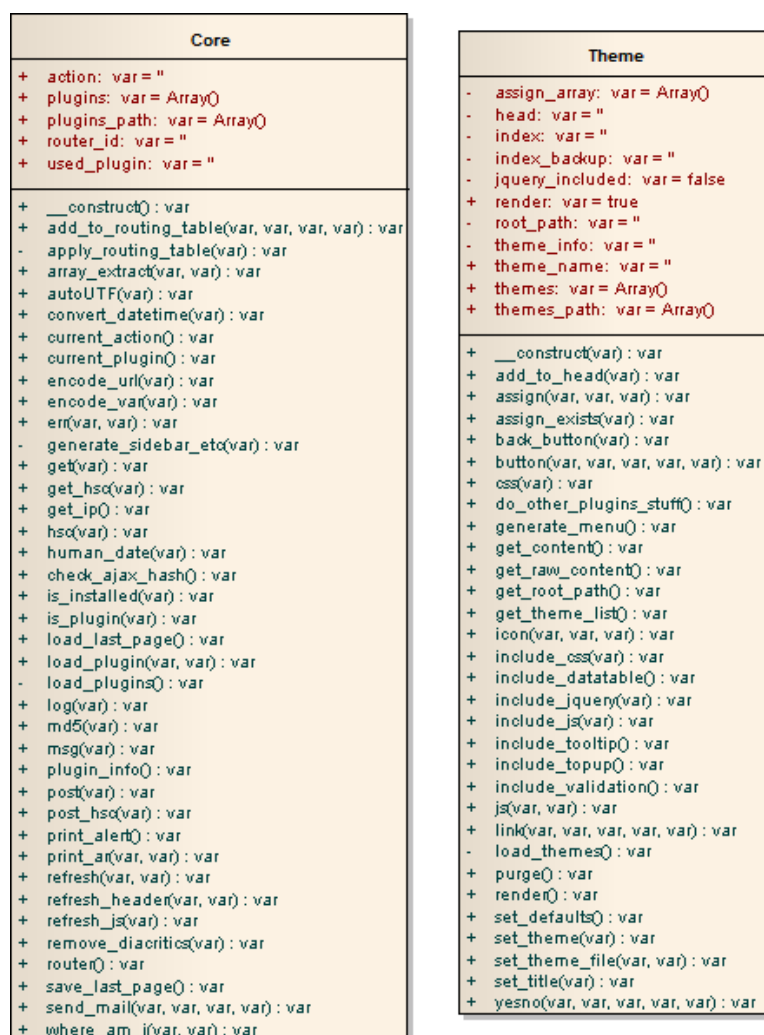 Core
+ action: var = ''
+ plugins: var = Array()
+ plugins_path: var = Array()
+ router_id: var = ''
+ used_plugin: var = ''
+ __construct() : var
+ add_to_routing_table(var, var, var, var) : var
- apply_routing_table(var) : var
+ array_extract(var, var) : var
+ autoUTF(var) : var
+ convert_datetime(var) : var
+ current_action() : var
+ current_plugin() : var
+ encode_url(var) : var
+ encode_var(var) : var
+ err(var, var) : var
- generate_sidebar_etc(var) : var
+ get(var) : var
+ get_hsc(var) : var
+ get_ip() : var
+ hsc(var) : var
+ human_date(var) : var
+ check_ajax_hash() : var
+ is_installed(var) : var
+ is_plugin(var) : var
+ load_last_page() : var
+ load_plugin(var, var) : var
- load_plugins() : var
+ log(var) : var
+ md5(var) : var
+ msg(var) : var
+ plugin_info() : var
+ post(var) : var
+ post_hsc(var) : var
+ print_alert() : var
+ print_ar(var, var) : var
+ refresh(var, var) : var
+ refresh_header(var, var) : var
+ refresh_js(var) : var
+ remove_diacritics(var) : var
+ router() : var
+ save_last_page() : var
+ send_mail(var, var, var, var) : var
+ where_am_i(var, var) : var
Theme
- assign_array: var = Array()
- head: var = ''
- index: var = ''
- index_backup: var = ''
- jquery_included: var = false
+ render: var = true
- root_path: var = ''
- theme_info: var = ''
+ theme_name: var = ''
+ themes: var = Array()
+ themes_path: var = Array()
+ __construct(var) : var
+ add_to_head(var) : var
+ assign(var, var, var) : var
+ assign_exists(var) : var
+ back_button(var) : var
+ button(var, var, var, var, var) : var
+ css(var) : var
+ do_other_plugins_stuff() : var
+ generate_menu() : var
+ get_content() : var
+ get_raw_content() : var
+ get_root_path() : var
+ get_theme_list() : var
+ icon(var, var, var) : var
+ include_css(var) : var
+ include_datatable() : var
+ include_jquery(var) : var
+ include_js(var) : var
+ include_tooltip() : var
+ include_topup() : var
+ include_validation() : var
+ js(var, var) : var
+ link(var, var, var, var, var) : var
- load_themes() : var
+ purge() : var
+ render() : var
+ set_defaults() : var
+ set_theme(var) : var
+ set_theme_file(var, var) : var
+ set_title(var) : var
+ yesno(var, var, var, var, var) : var